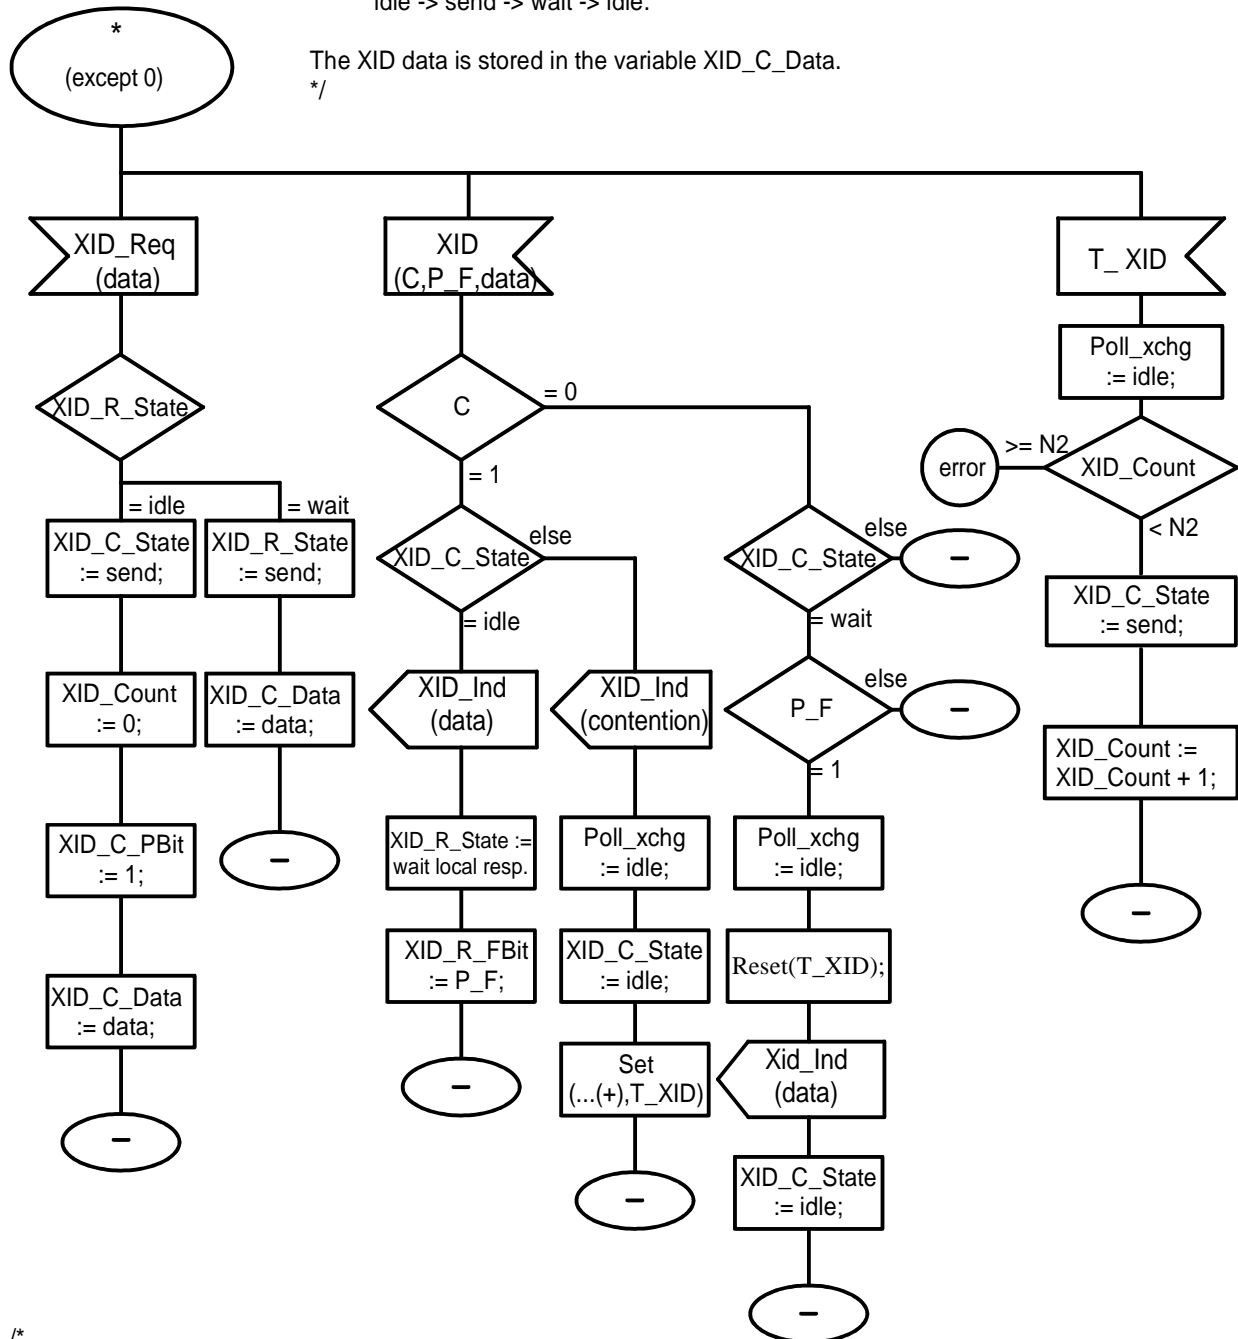 idle -> send -> wait -> idle.
The XID data is stored in the variable XID_C_Data.
*/
*
(except 0)
XID_Req
(data)
XID_R_State
= idle
= wait
XID_C_State
:= send;
XID_R_State
:= send;
XID_Count
:= 0;
XID_C_Data
:= data;
XID_C_PBit
:= 1;
–
XID_C_Data
:= data;
–
XID
(C,P_F,data)
C
= 0
= 1
XID_C_State
else
= idle
XID_Ind
(data)
XID_R_State :=
wait local resp.
XID_R_FBit
:= P_F;
–
XID_Ind
(contention)
Poll_xchg
:= idle;
XID_C_State
:= idle;
Set
(...(+),T_XID)
–
XID_C_State
else
–
= wait
P_F
else
–
= 1
Poll_xchg
:= idle;
Reset(T_XID);
Xid_Ind
(data)
XID_C_State
:= idle;
–
T_ XID
Poll_xchg
:= idle;
XID_Count
>= N2
error
< N2
XID_C_State
:= send;
XID_Count :=
XID_Count + 1;
–
/*